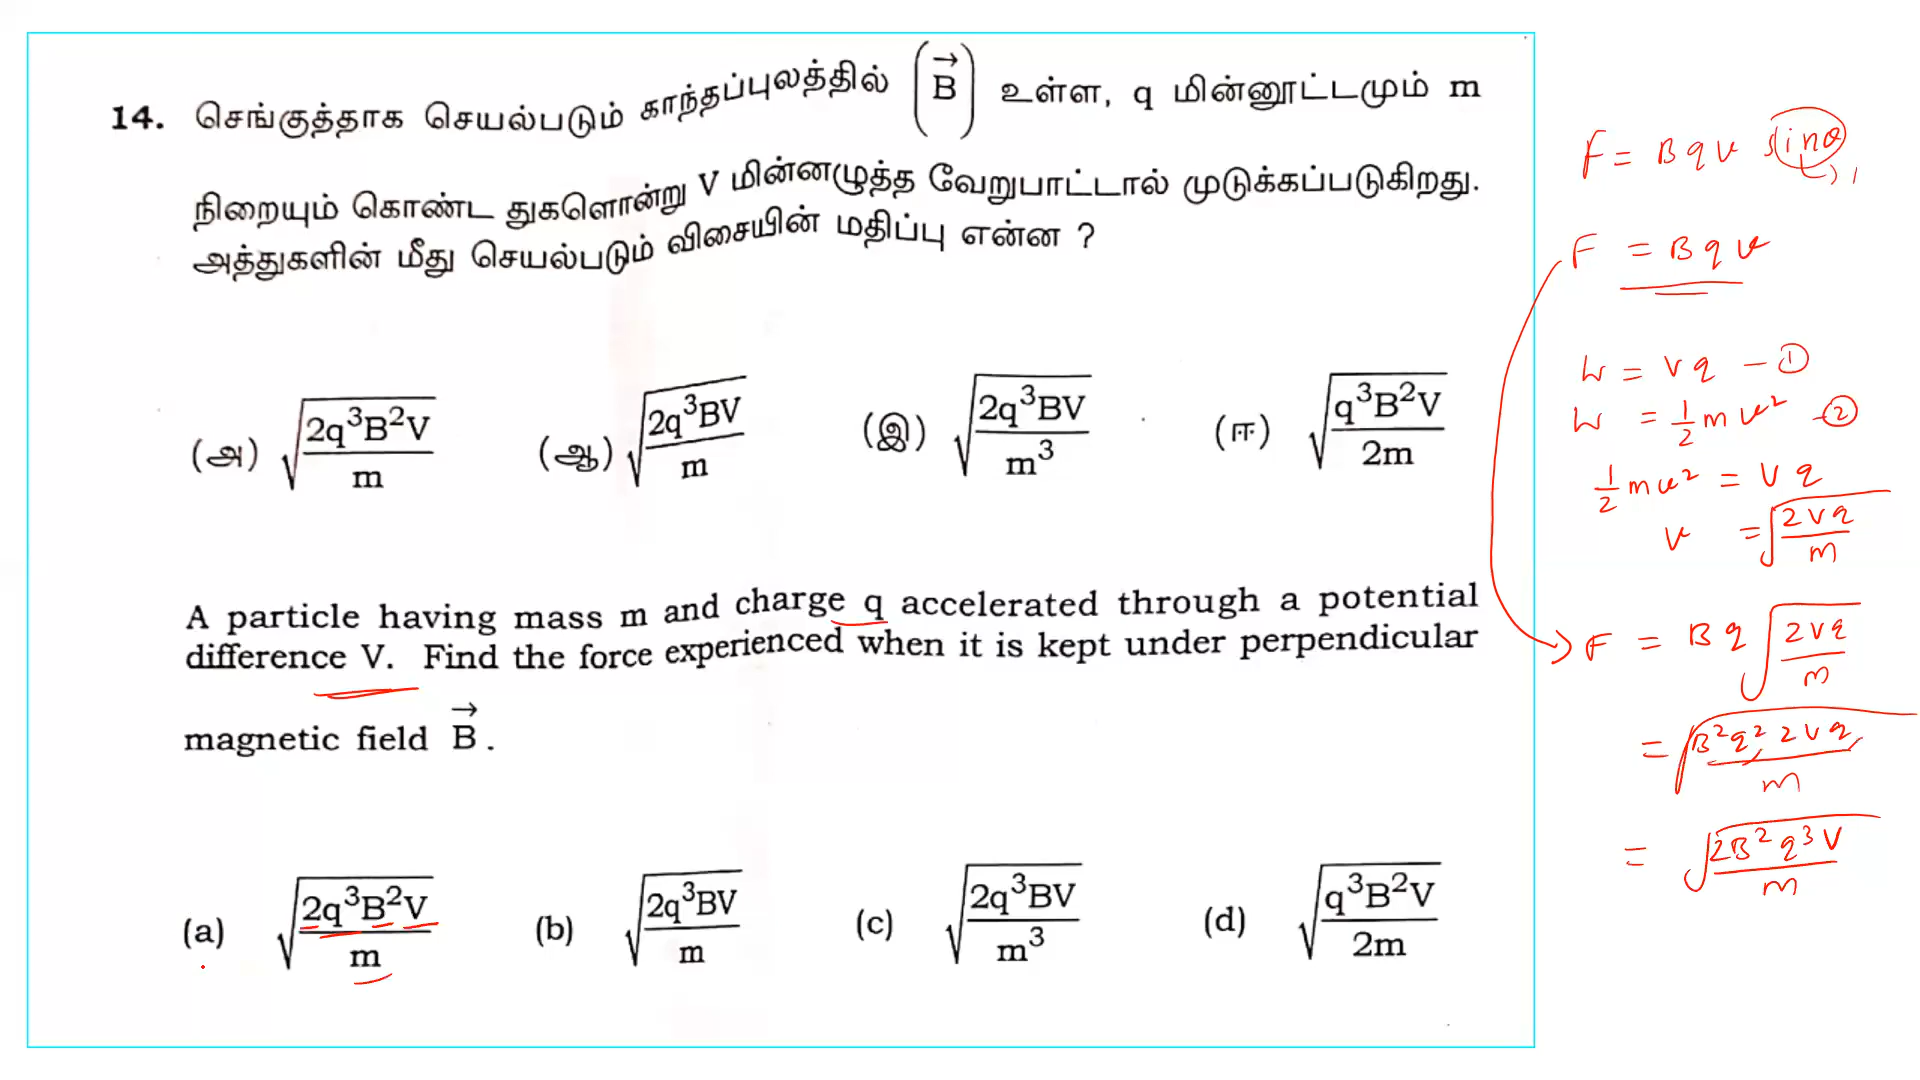 14. செங்குத்தாக செயல்படும் காந்தப்புலத்தில் (B⃗) உள்ள, q மின்னூட்டமும் m
நிறையும் கொண்ட துகளொன்று V மின்னழுத்த வேறுபாட்டால் முடுக்கப்படுகிறது.
அத்துகளின் மீது செயல்படும் விசையின் மதிப்பு என்ன ?
(அ) √(2q³B²V/m) (ஆ) √(2q³BV/m) (இ) √(2q³BV/m³) (ஈ) √(q³B²V/2m)
A particle having mass m and charge q accelerated through a potential
difference V. Find the force experienced when it is kept under perpendicular
magnetic field B⃗.
(a) √(2q³B²V/m) (b) √(2q³BV/m) (c) √(2q³BV/m³) (d) √(q³B²V/2m)
F = Bqv sinθ → 1
F = Bqv
W = Vq — ①
W = ½mv² — ②
½mv² = Vq
v = √(2Vq/m)
F = Bq√(2Vq/m)
= √(B²q² 2Vq/m)
= √(2B²q³V/m)